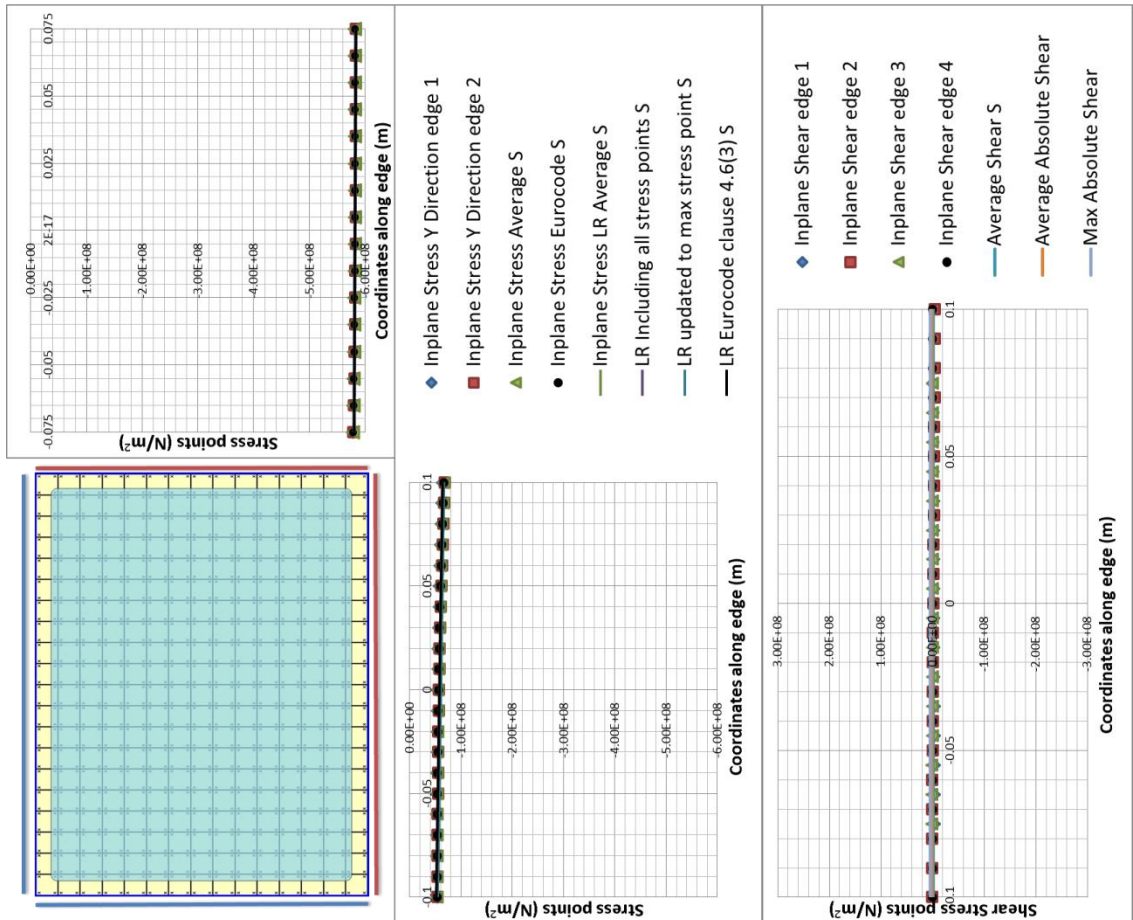 0.00E+00
-1.00E+08
-2.00E+08
-3.00E+08
-4.00E+08
-5.00E+08
-6.00E+08
-0.075
-0.05
-0.025
2E-17
0.025
0.05
0.075
Stress points (N/m²)
Coordinates along edge (m)
0.00E+00
-1.00E+08
-2.00E+08
-3.00E+08
-4.00E+08
-5.00E+08
-6.00E+08
-0.1
-0.05
0
0.05
0.1
Stress points (N/m²)
Coordinates along edge (m)
Inplane Stress Y Direction edge 1
Inplane Stress Y Direction edge 2
Inplane Stress Average S
Inplane Stress Eurocode S
Inplane Stress LR Average S
LR Including all stress points S
LR updated to max stress point S
LR Eurocode clause 4.6(3) S
3.00E+08
2.00E+08
1.00E+08
0.00E+00
-1.00E+08
-2.00E+08
-3.00E+08
-0.1
-0.05
0
0.05
0.1
Shear Stress points (N/m²)
Coordinates along edge (m)
Inplane Shear edge 1
Inplane Shear edge 2
Inplane Shear edge 3
Inplane Shear edge 4
Average Shear S
Average Absolute Shear
Max Absolute Shear